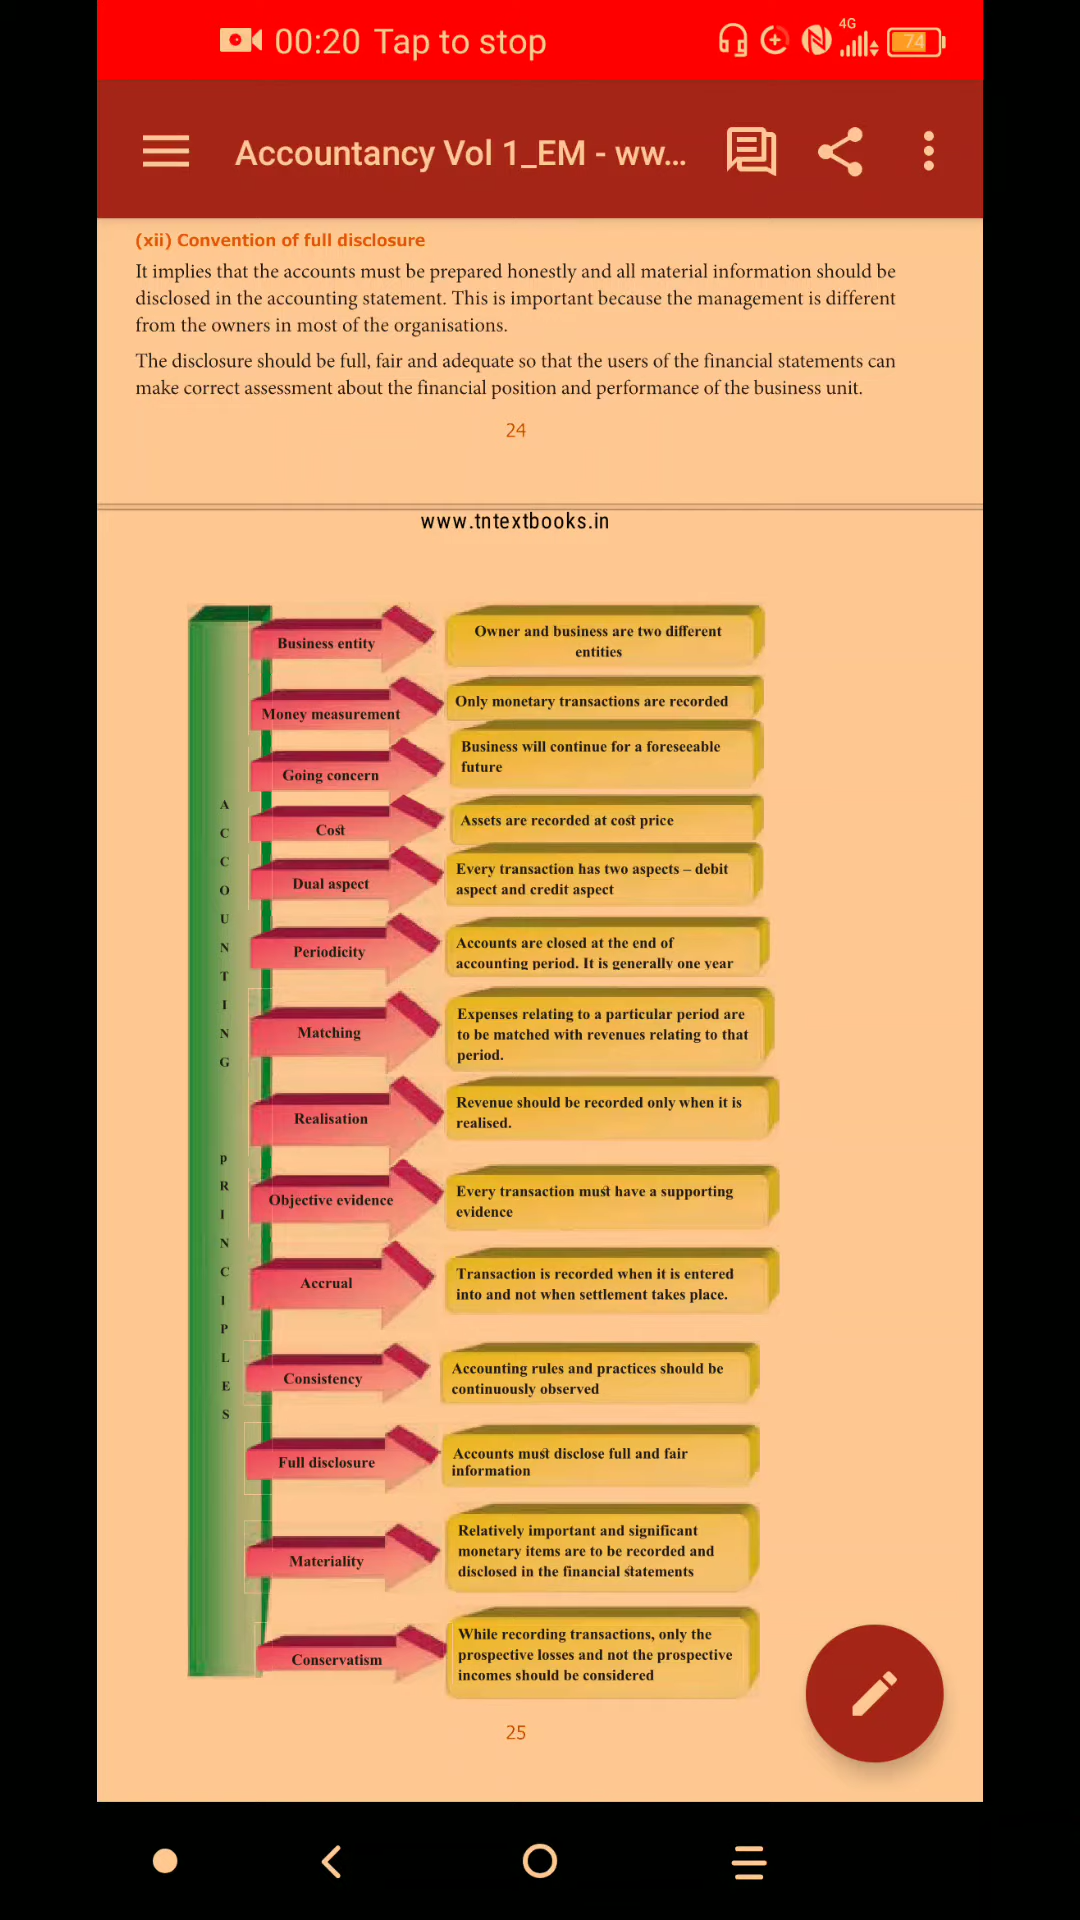 00:20 Tap to stop
4G
74
Accountancy Vol 1_EM - ww...
(xii) Convention of full disclosure
It implies that the accounts must be prepared honestly and all material information should be
disclosed in the accounting statement. This is important because the management is different
from the owners in most of the organisations.
The disclosure should be full, fair and adequate so that the users of the financial statements can
make correct assessment about the financial position and performance of the business unit.
24
www.tntextbooks.in
ACCOUNTING PRINCIPLES
Business entity
Owner and business are two different
entities
Money measurement
Only monetary transactions are recorded
Going concern
Business will continue for a foreseeable
future
Cost
Assets are recorded at cost price
Dual aspect
Every transaction has two aspects – debit
aspect and credit aspect
Periodicity
Accounts are closed at the end of
accounting period. It is generally one year
Matching
Expenses relating to a particular period are
to be matched with revenues relating to that
period.
Realisation
Revenue should be recorded only when it is
realised.
Objective evidence
Every transaction must have a supporting
evidence
Accrual
Transaction is recorded when it is entered
into and not when settlement takes place.
Consistency
Accounting rules and practices should be
continuously observed
Full disclosure
Accounts must disclose full and fair
information
Materiality
Relatively important and significant
monetary items are to be recorded and
disclosed in the financial statements
Conservatism
While recording transactions, only the
prospective losses and not the prospective
incomes should be considered
25